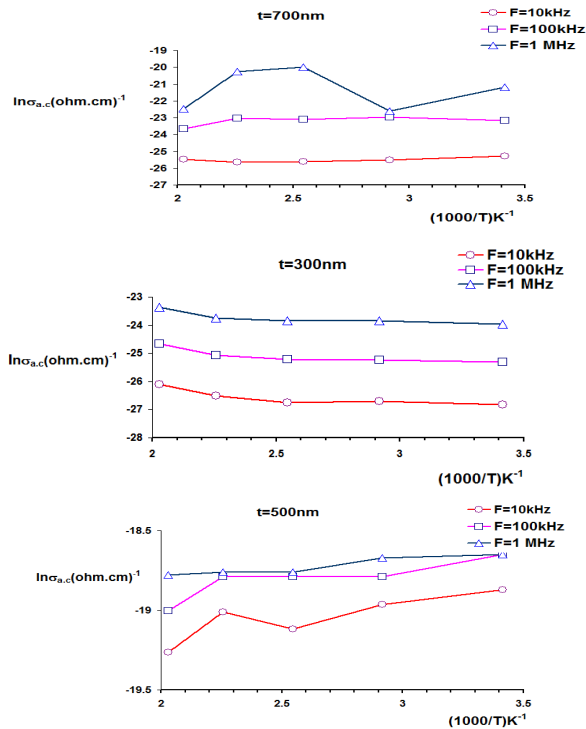 t=700nm
F=10kHz
F=100kHz
F=1 MHz
lnσa.c(ohm.cm)-1
-19
-20
-21
-22
-23
-24
-25
-26
-27
2 2.5 3 3.5
(1000/T)K-1
t=300nm
F=10kHz
F=100kHz
F=1 MHz
lnσa.c(ohm.cm)-1
-23
-24
-25
-26
-27
-28
2 2.5 3 3.5
(1000/T)K-1
t=500nm
F=10kHz
F=100kHz
F=1 MHz
lnσa.c(ohm.cm)-1
-18.5
-19
-19.5
2 2.5 3 3.5
(1000/T)K-1